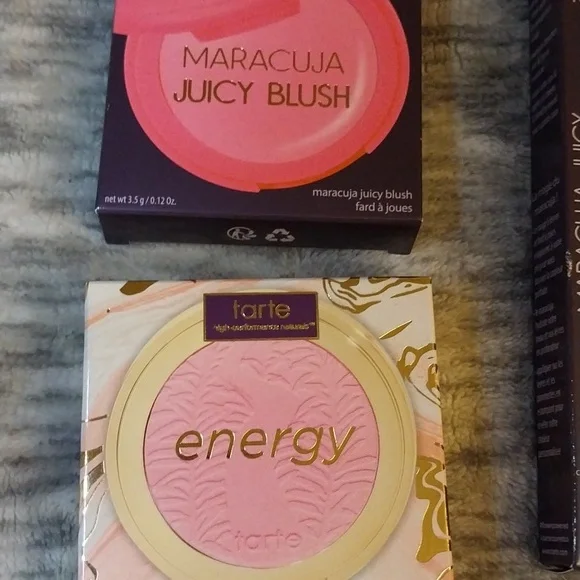 MARACUJA
JUICY BLUSH
net wt 3.5 g / 0.12 Oz.
maracuja juicy blush
fard à joues
tarte
high-performance naturals™
energy
tarte
MARACUJA JUICY